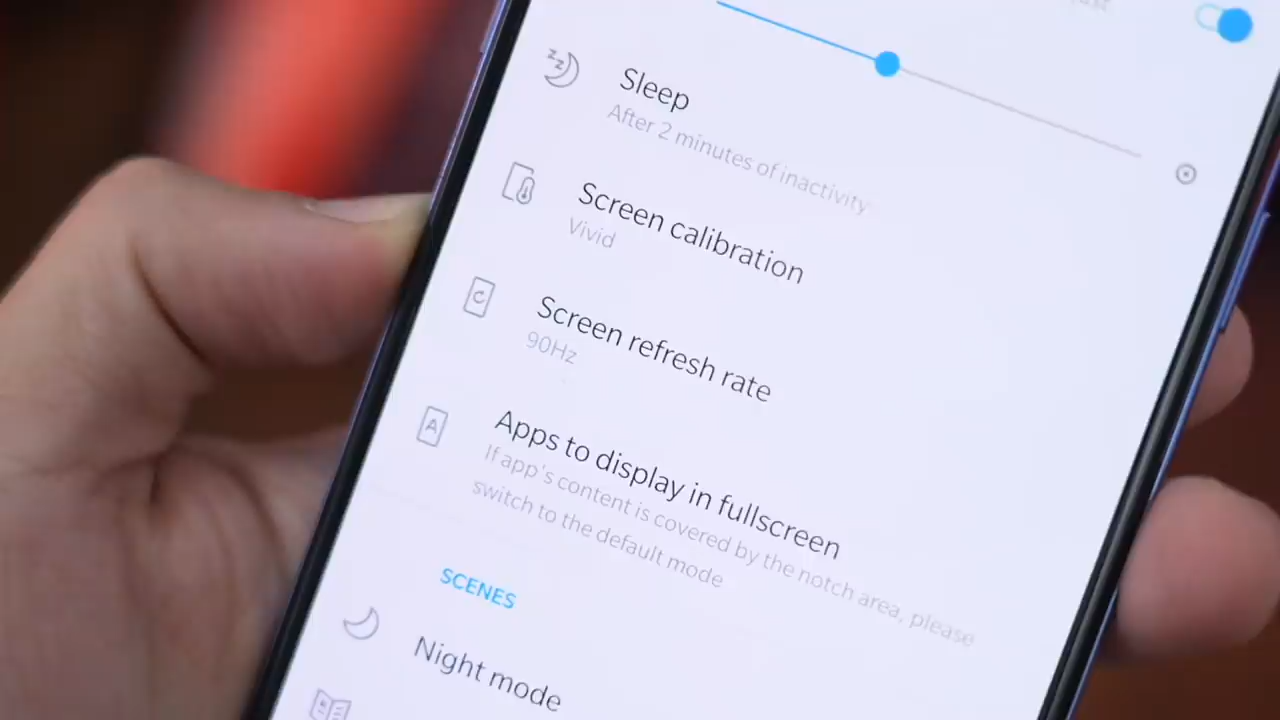 Sleep
After 2 minutes of inactivity
Screen calibration
Vivid
Screen refresh rate
90Hz
Apps to display in fullscreen
If app's content is covered by the notch area, please
switch to the default mode
SCENES
Night mode